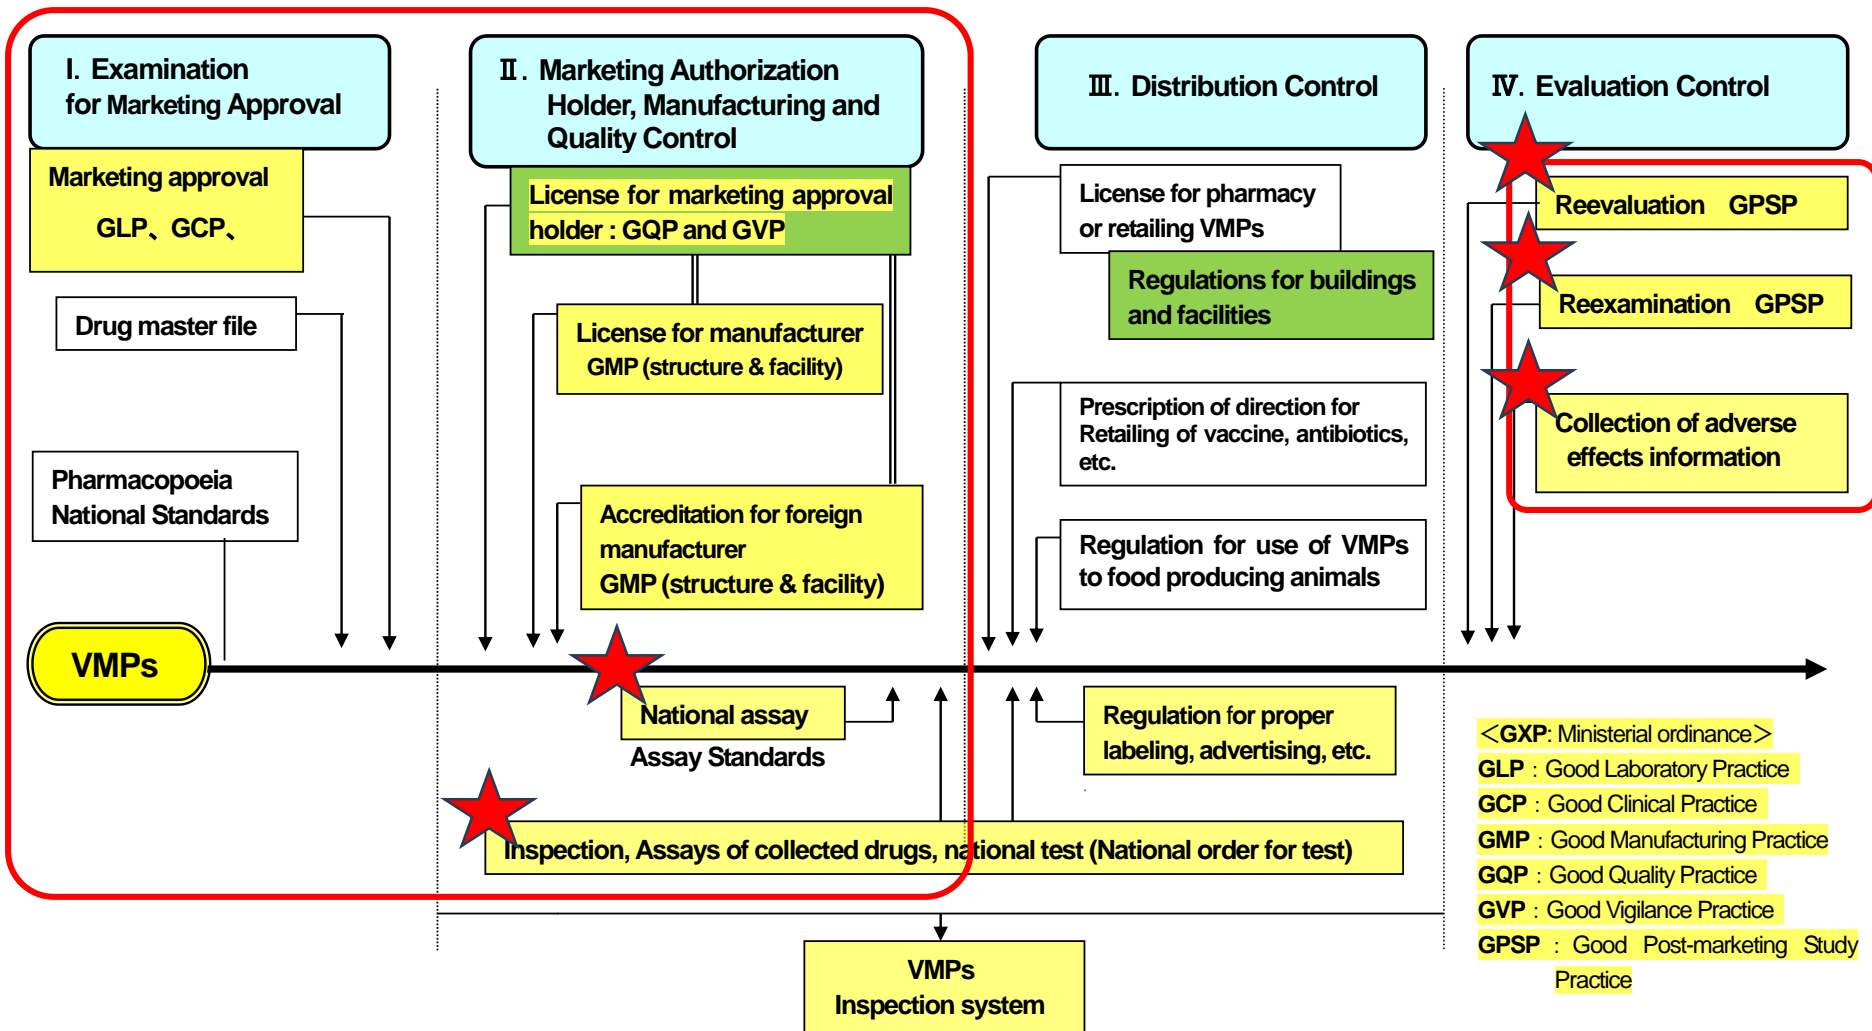 I. Examination
for Marketing Approval
Marketing approval
GLP、GCP、
Drug master file
Pharmacopoeia
National Standards
VMPs
Ⅱ. Marketing Authorization
Holder, Manufacturing and
Quality Control
License for marketing approval
holder : GQP and GVP
License for manufacturer
GMP (structure & facility)
Accreditation for foreign
manufacturer
GMP (structure & facility)
National assay
Assay Standards
Inspection, Assays of collected drugs, national test (National order for test)
Ⅲ. Distribution Control
License for pharmacy
or retailing VMPs
Regulations for buildings
and facilities
Prescription of direction for
Retailing of vaccine, antibiotics,
etc.
Regulation for use of VMPs
to food producing animals
Regulation for proper
labeling, advertising, etc.
VMPs
Inspection system
Ⅳ. Evaluation Control
Reevaluation GPSP
Reexamination GPSP
Collection of adverse
effects information
＜GXP: Ministerial ordinance＞
GLP : Good Laboratory Practice
GCP : Good Clinical Practice
GMP : Good Manufacturing Practice
GQP : Good Quality Practice
GVP : Good Vigilance Practice
GPSP : Good Post-marketing Study
Practice